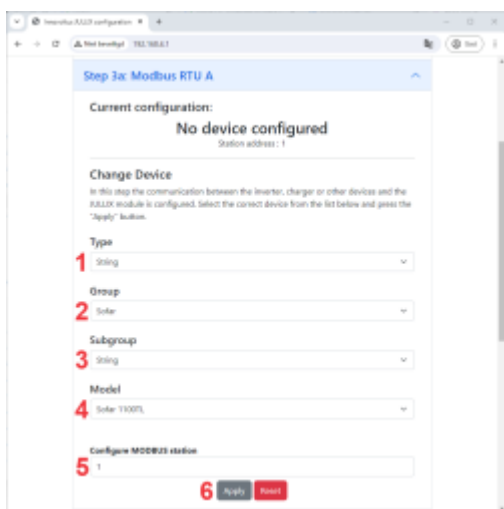 Step 3a: Modbus RTU A
Current configuration:
No device configured
Station address: 1
Change Device
In this step the communication between the inverter, charger or other devices and the
module is configured. Select the correct device from the list below and press the
"Apply" button.
Type
1 String
Group
2 Sofar
Subgroup
3 String
Model
4 Sofar 1100TL
Configure MODBUS station
5 1
6 Apply Reset